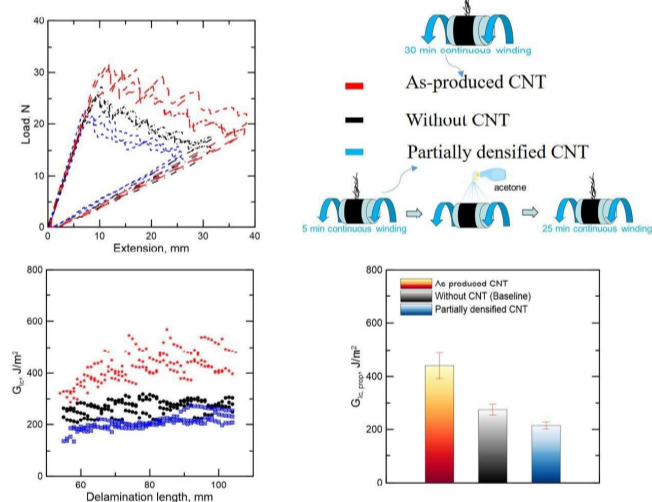 40
30
20
10
0
Load N
0 10 20 30 40
Extension, mm
30 min continuous winding
As-produced CNT
Without CNT
Partially densified CNT
acetone
5 min continuous winding
25 min continuous winding
800
600
400
200
0
G_Ic, J/m²
60 80 100
Delamination length, mm
800
600
400
200
0
G_Ic, prop, J/m²
As produced CNT
Without CNT (Baseline)
Partially densified CNT